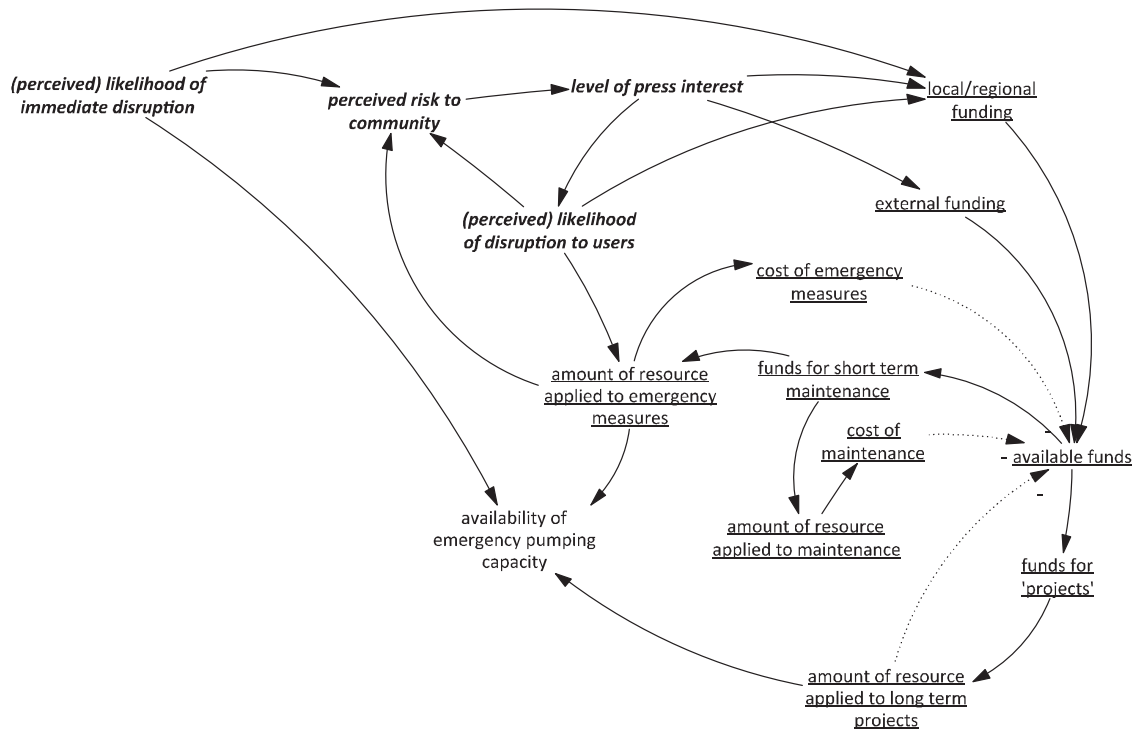 (perceived) likelihood of
immediate disruption
perceived risk to
community
level of press interest
local/regional
funding
external funding
(perceived) likelihood
of disruption to users
cost of emergency
measures
amount of resource
applied to emergency
measures
funds for short term
maintenance
cost of
maintenance
-
- available funds
-
availability of
emergency pumping
capacity
amount of resource
applied to maintenance
funds for
'projects'
amount of resource
applied to long term
projects